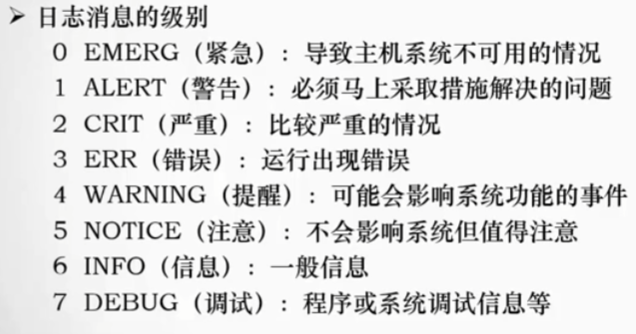 ➤ 日志消息的级别
0 EMERG（紧急）：导致主机系统不可用的情况
1 ALERT（警告）：必须马上采取措施解决的问题
2 CRIT（严重）：比较严重的情况
3 ERR（错误）：运行出现错误
4 WARNING（提醒）：可能会影响系统功能的事件
5 NOTICE（注意）：不会影响系统但值得注意
6 INFO（信息）：一般信息
7 DEBUG（调试）：程序或系统调试信息等